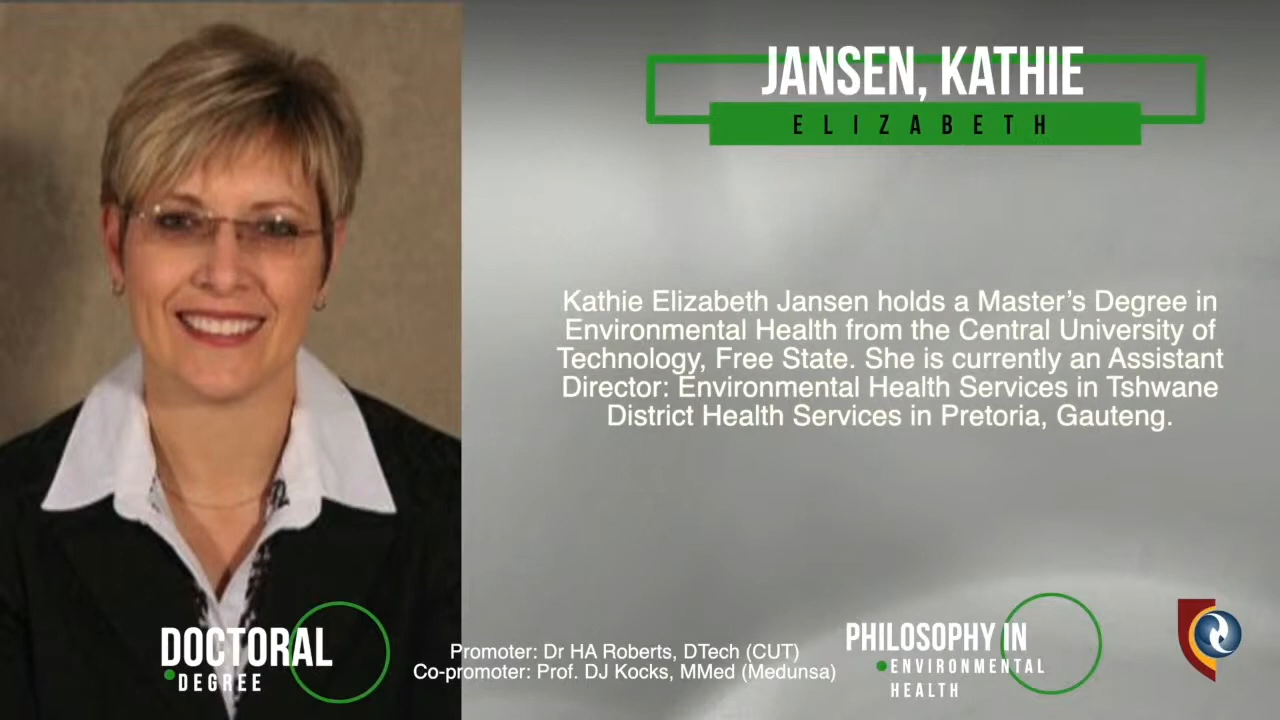 JANSEN, KATHIE
ELIZABETH
Kathie Elizabeth Jansen holds a Master’s Degree in
Environmental Health from the Central University of
Technology, Free State. She is currently an Assistant
Director: Environmental Health Services in Tshwane
District Health Services in Pretoria, Gauteng.
DOCTORAL
DEGREE
Promoter: Dr HA Roberts, DTech (CUT)
Co-promoter: Prof. DJ Kocks, MMed (Medunsa)
PHILOSOPHY IN
ENVIRONMENTAL
HEALTH